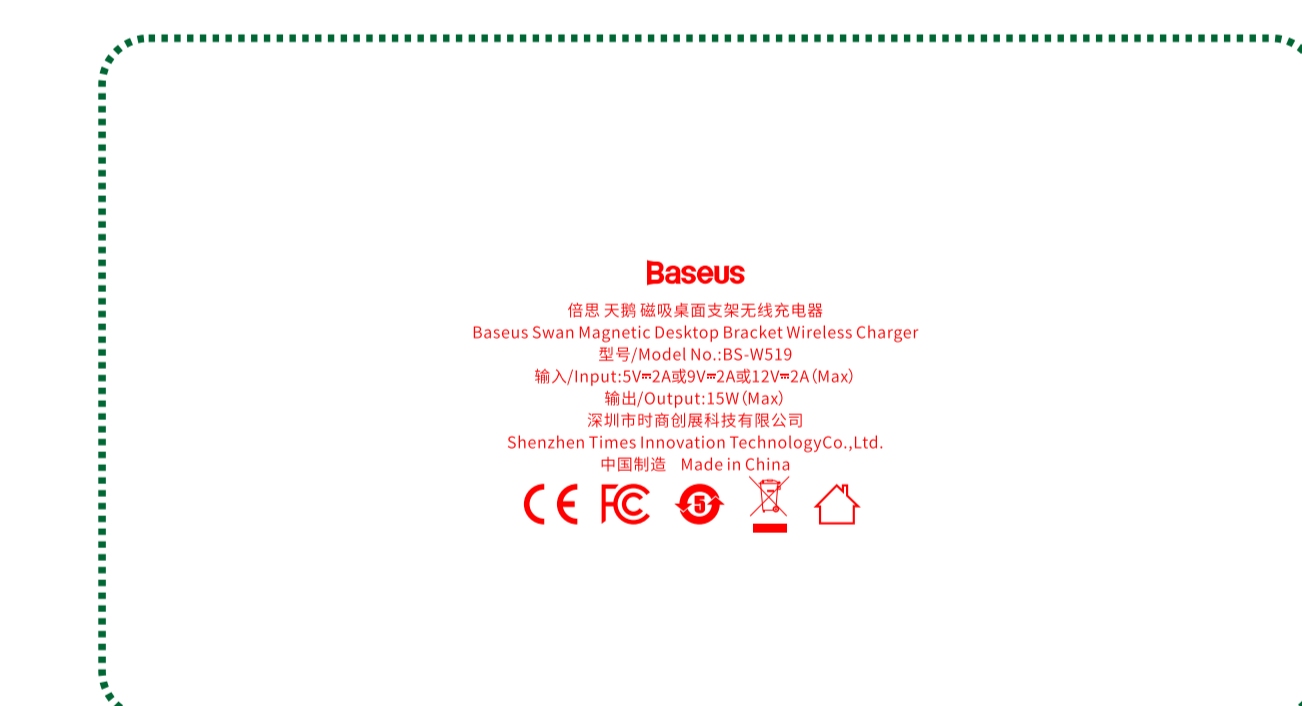 Baseus
倍思 天鹅 磁吸桌面支架无线充电器
Baseus Swan Magnetic Desktop Bracket Wireless Charger
型号/Model No.:BS-W519
输入/Input:5V⎓2A或9V⎓2A或12V⎓2A(Max)
输出/Output:15W(Max)
深圳市时商创展科技有限公司
Shenzhen Times Innovation TechnologyCo.,Ltd.
中国制造 Made in China
CE FC 5